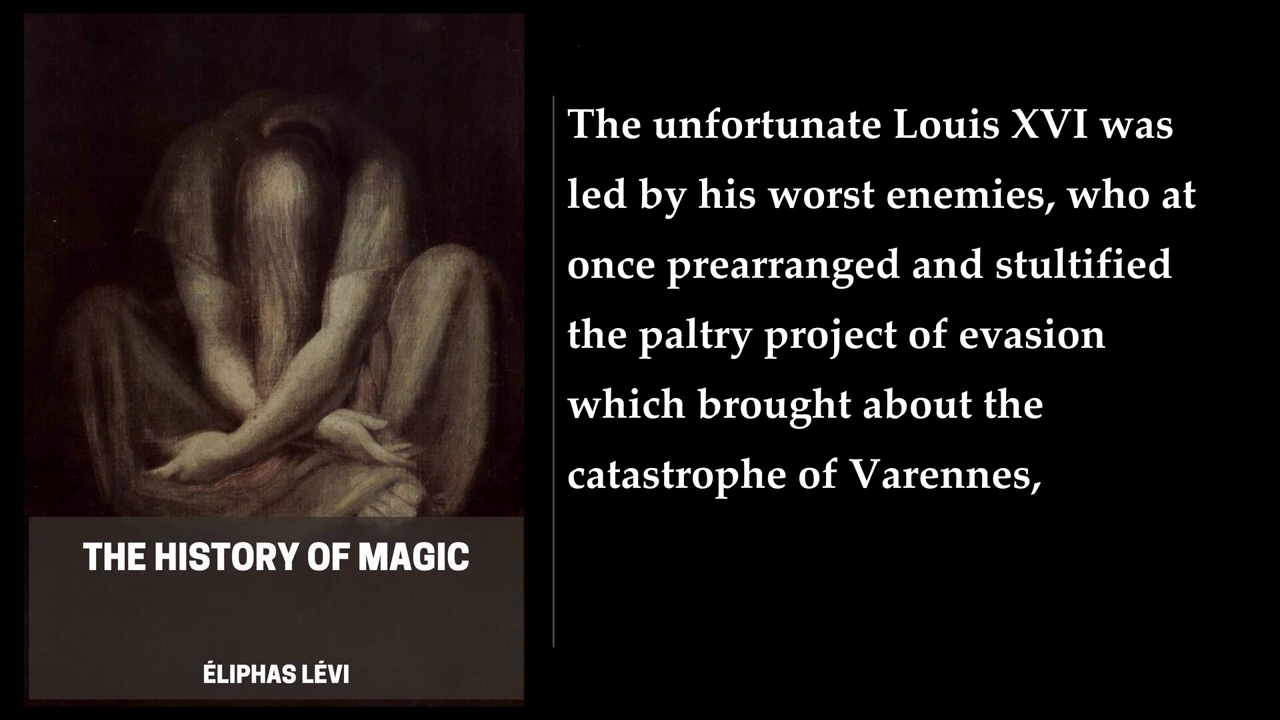 THE HISTORY OF MAGIC
ÉLIPHAS LÉVI
The unfortunate Louis XVI was
led by his worst enemies, who at
once prearranged and stultified
the paltry project of evasion
which brought about the
catastrophe of Varennes,